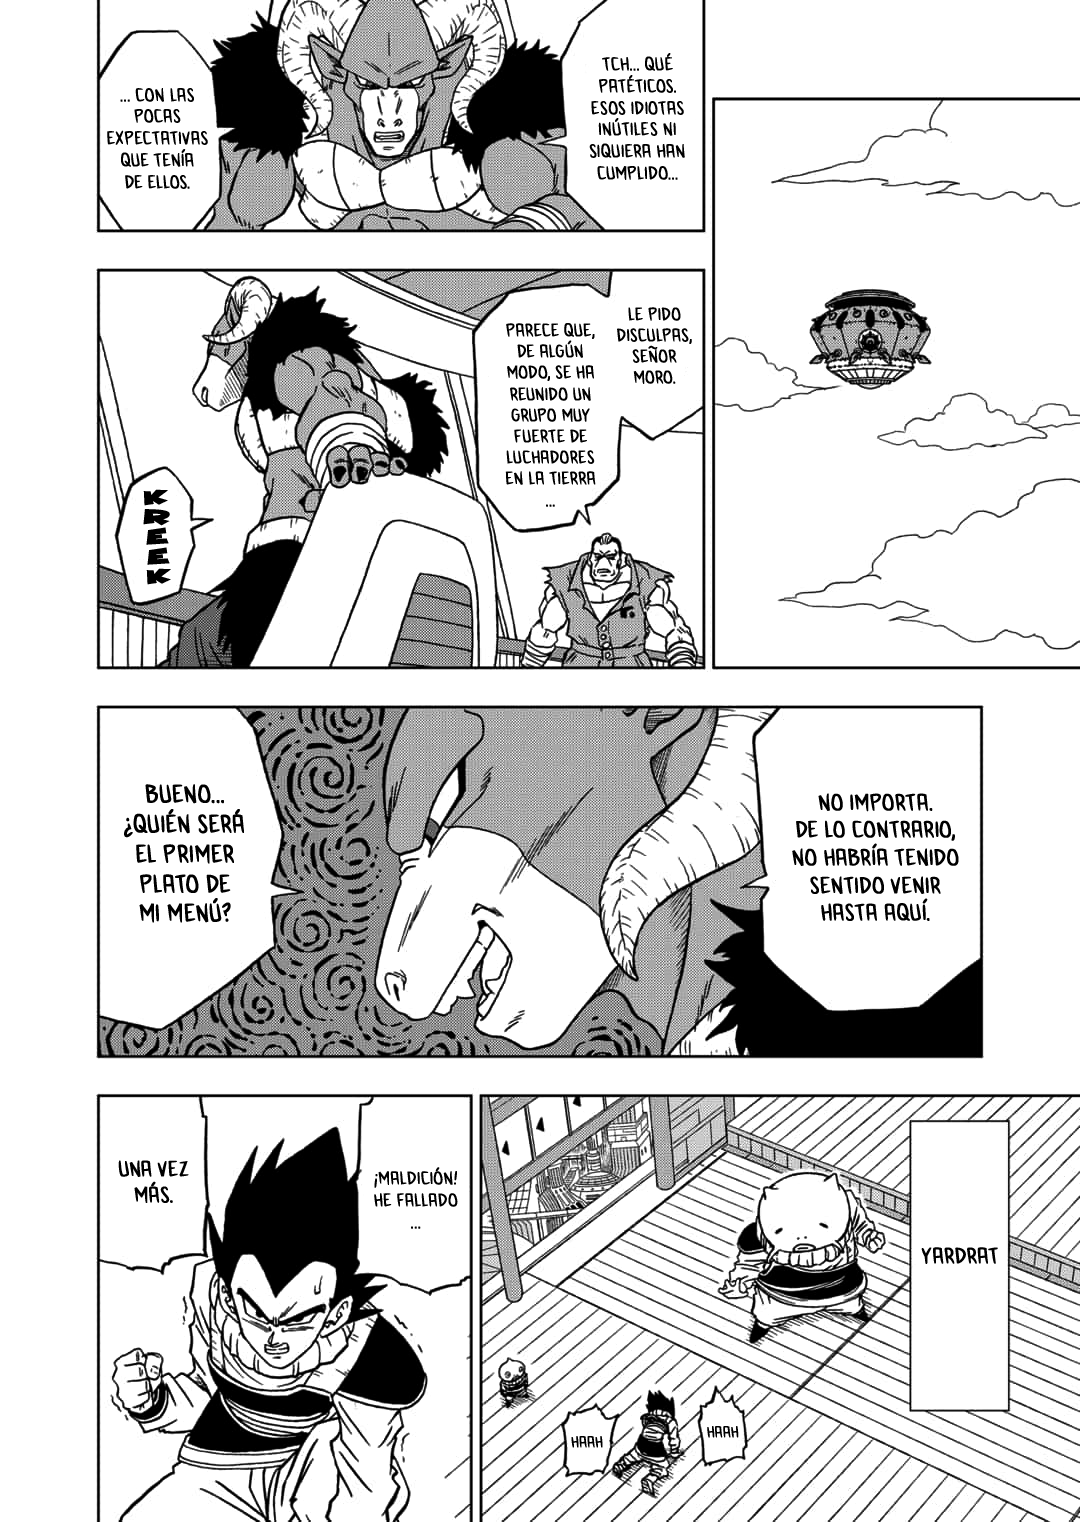 TCH... QUÉ
PATÉTICOS.
ESOS IDIOTAS
INÚTILES NI
SIQUIERA HAN
CUMPLIDO...
... CON LAS
POCAS
EXPECTATIVAS
QUE TENÍA
DE ELLOS.
LE PIDO
DISCULPAS,
SEÑOR
MORO.
PARECE QUE,
DE ALGÚN
MODO, SE HA
REUNIDO UN
GRUPO MUY
FUERTE DE
LUCHADORES
EN LA TIERRA
...
KREEK
NO IMPORTA.
DE LO CONTRARIO,
NO HABRÍA TENIDO
SENTIDO VENIR
HASTA AQUÍ.
BUENO...
¿QUIÉN SERÁ
EL PRIMER
PLATO DE
MI MENÚ?
YARDRAT
HAAH
HAAH
¡MALDICIÓN!
HE FALLADO
...
UNA VEZ
MÁS.